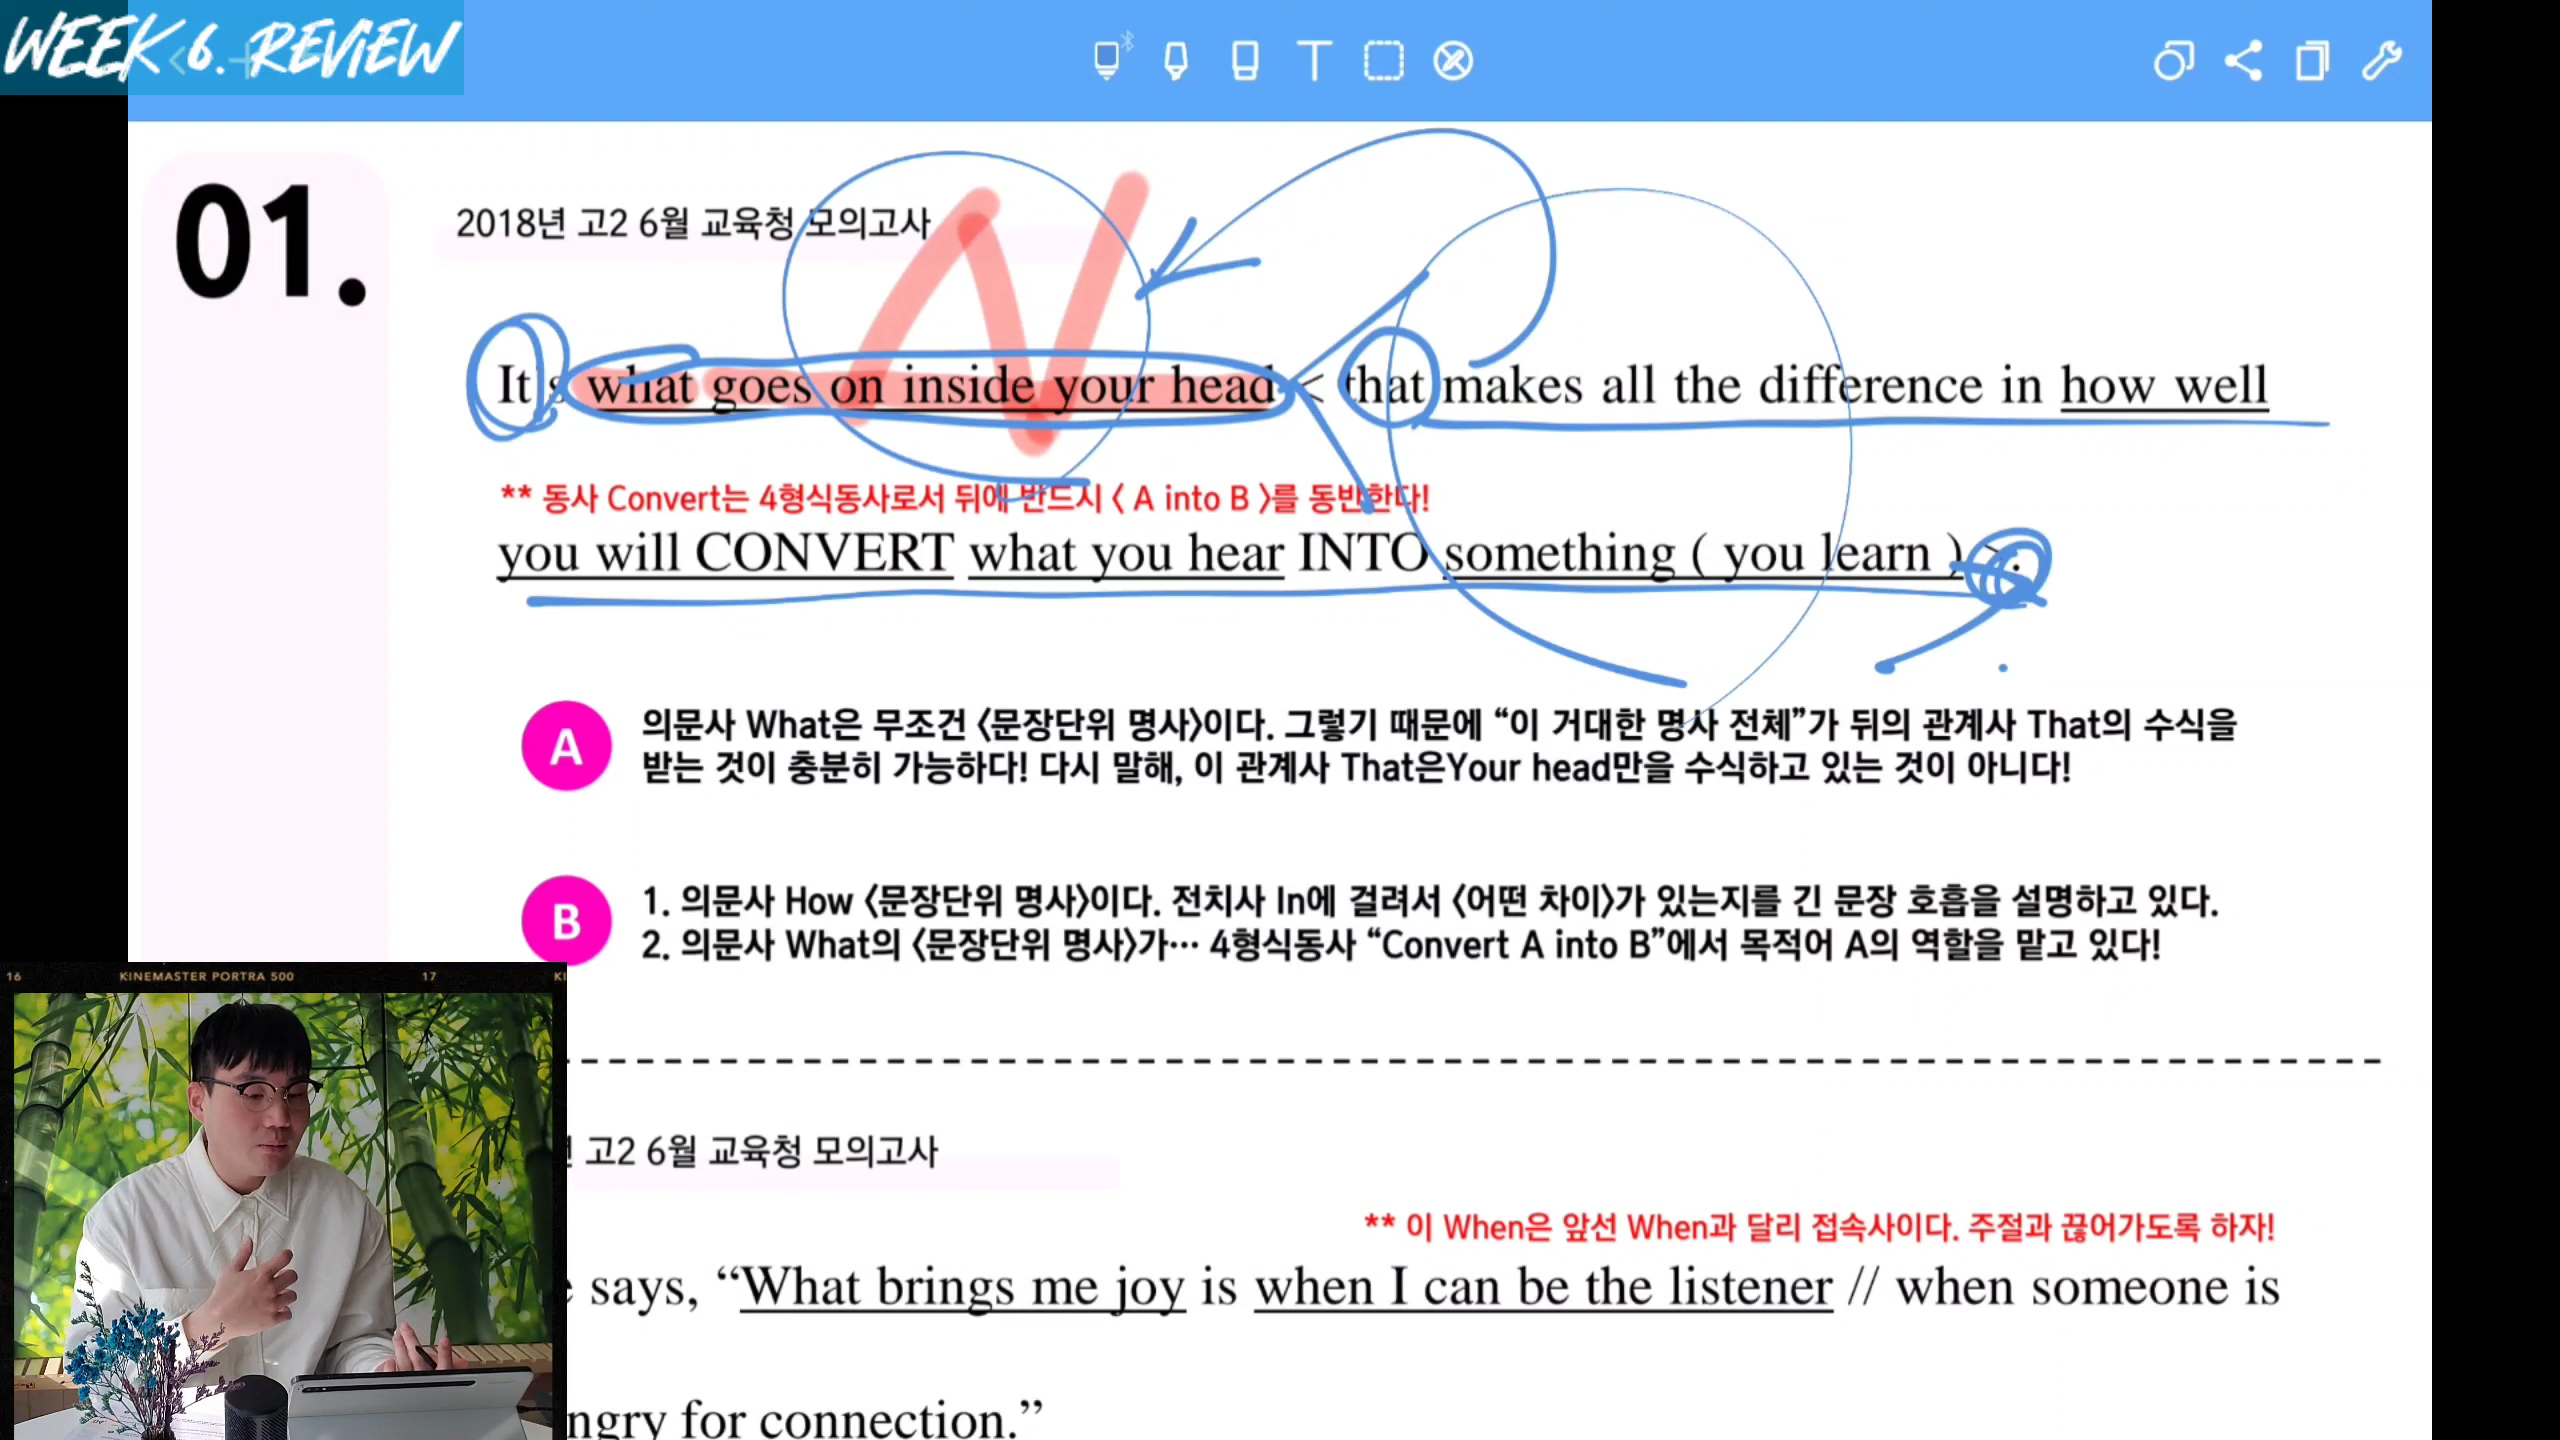 WEEK 6. REVIEW
01.
2018년 고2 6월 교육청 모의고사
N
It's what goes on inside your head < that makes all the difference in how well
** 동사 Convert는 4형식동사로서 뒤에 반드시 < A into B >를 동반한다!
you will CONVERT what you hear INTO something ( you learn ) >.
A
의문사 What은 무조건 <문장단위 명사>이다. 그렇기 때문에 “이 거대한 명사 전체”가 뒤의 관계사 That의 수식을
받는 것이 충분히 가능하다! 다시 말해, 이 관계사 That은Your head만을 수식하고 있는 것이 아니다!
B
1. 의문사 How <문장단위 명사>이다. 전치사 In에 걸려서 <어떤 차이>가 있는지를 긴 문장 호흡을 설명하고 있다.
2. 의문사 What의 <문장단위 명사>가… 4형식동사 “Convert A into B”에서 목적어 A의 역할을 맡고 있다!
16 KINEMASTER PORTRA 500 17 KI
고2 6월 교육청 모의고사
** 이 When은 앞선 When과 달리 접속사이다. 주절과 끊어가도록 하자!
says, “What brings me joy is when I can be the listener // when someone is
ngry for connection.”